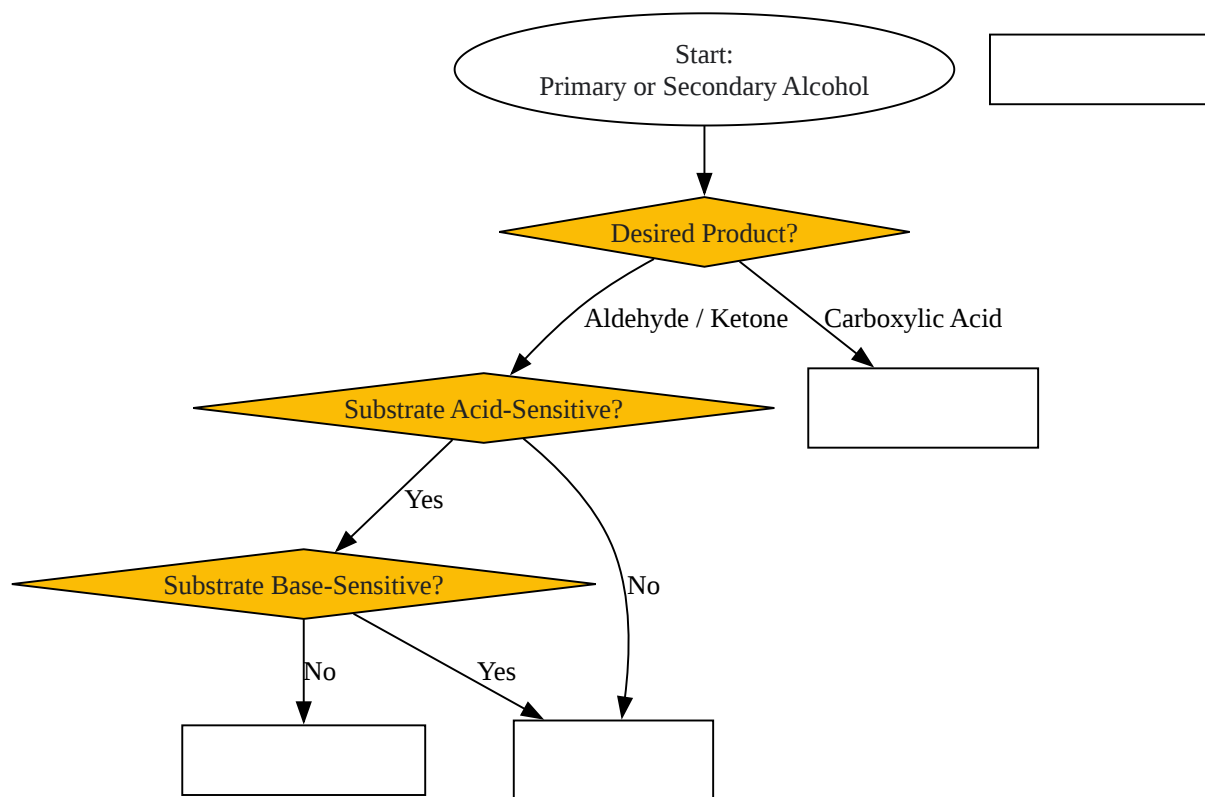 Start:
Primary or Secondary Alcohol
Desired Product?
Aldehyde / Ketone
Carboxylic Acid
Substrate Acid-Sensitive?
Yes
Substrate Base-Sensitive?
No
No
Yes